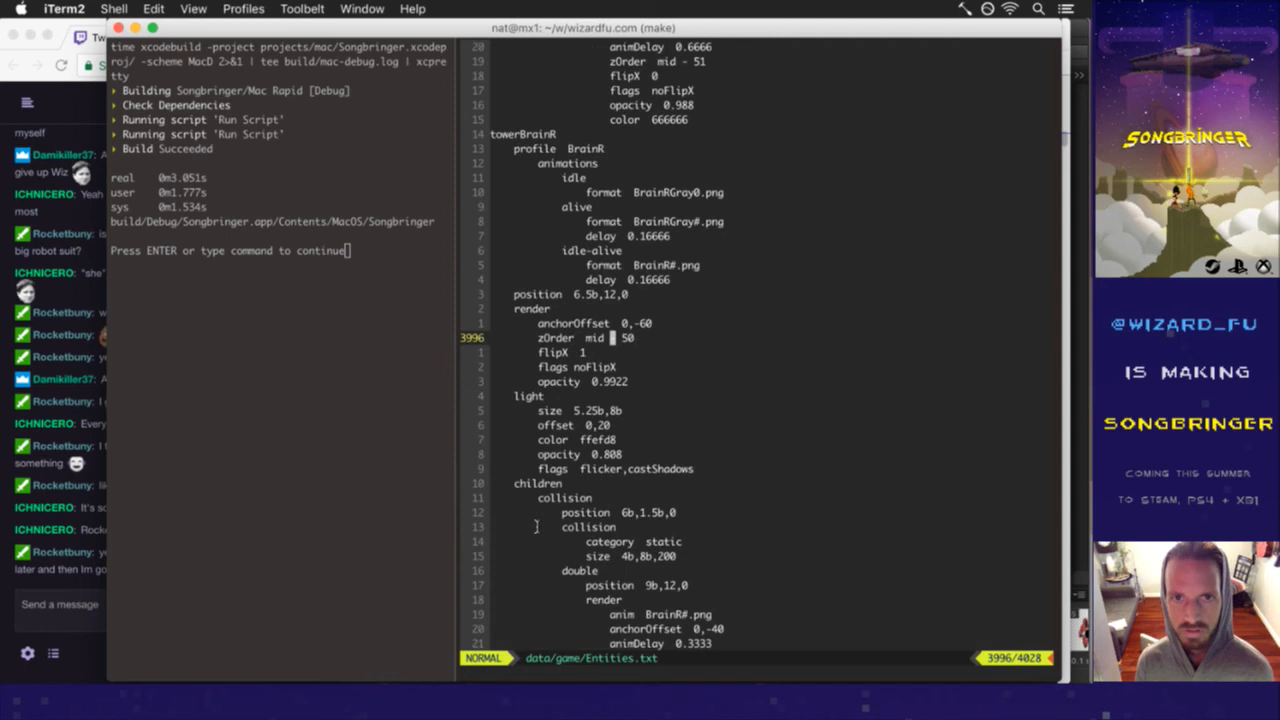 iTerm2 Shell Edit View Profiles Toolbelt Window Help
nat@mx1: ~/w/wizardfu.com (make)
Tw
myself
Damikiller37: A
give up Wiz
ICHNICERO: Yeah
most
Rocketbuny: is
big robot suit?
ICHNICERO: "she"
Rocketbuny: w
Rocketbuny:
Rocketbuny: ye
Damikiller37: A
Rocketbuny: I g
ICHNICERO: Every
Rocketbuny: I t
something
Rocketbuny: lik
ICHNICERO: It's so
ICHNICERO: Rock
Rocketbuny: yo
later and then Im go
Send a message
time xcodebuild -project projects/mac/Songbringer.xcodep
roj/ -scheme MacD 2>&1 | tee build/mac-debug.log | xcpre
tty
Building Songbringer/Mac Rapid [Debug]
Check Dependencies
Running script 'Run Script'
Running script 'Run Script'
Build Succeeded
real 0m3.051s
user 0m1.777s
sys 0m1.534s
build/Debug/Songbringer.app/Contents/MacOS/Songbringer
Press ENTER or type command to continue
20 animDelay 0.6666
19 zOrder mid - 51
18 flipX 0
17 flags noFlipX
16 opacity 0.988
15 color 666666
14 towerBrainR
13 profile BrainR
12 animations
11 idle
10 format BrainRGray0.png
9 alive
8 format BrainRGray#.png
7 delay 0.16666
6 idle-alive
5 format BrainR#.png
4 delay 0.16666
3 position 6.5b,12,0
2 render
1 anchorOffset 0,-60
3996 zOrder mid - 50
1 flipX 1
2 flags noFlipX
3 opacity 0.9922
4 light
5 size 5.25b,8b
6 offset 0,20
7 color ffefd8
8 opacity 0.808
9 flags flicker,castShadows
10 children
11 collision
12 position 6b,1.5b,0
13 collision
14 category static
15 size 4b,8b,200
16 double
17 position 9b,12,0
18 render
19 anim BrainR#.png
20 anchorOffset 0,-40
21 animDelay 0.3333
NORMAL data/game/Entities.txt 3996/4028
SONGBRINGER
@WIZARD_FU
IS MAKING
SONGBRINGER
COMING THIS SUMMER
TO STEAM, PS4 + XB1